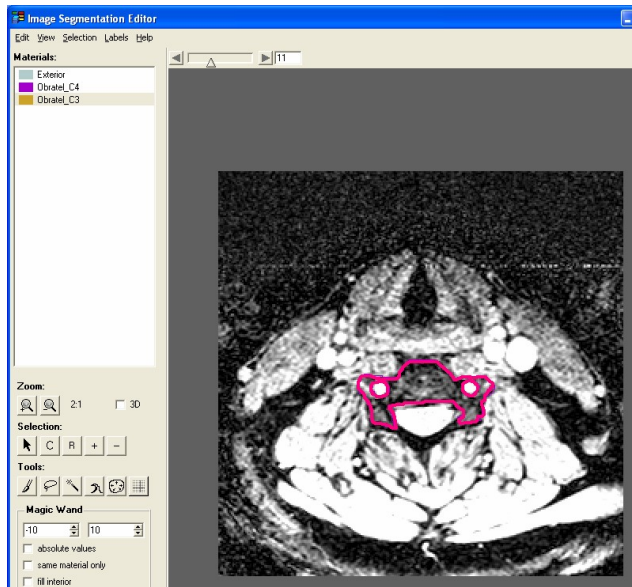 Image Segmentation Editor
Edit View Selection Labels Help
Materials:
11
Exterior
Obratel_C4
Obratel_C3
Zoom:
2:1
3D
Selection:
C R + -
Tools:
Magic Wand
-10 10
absolute values
same material only
fill interior